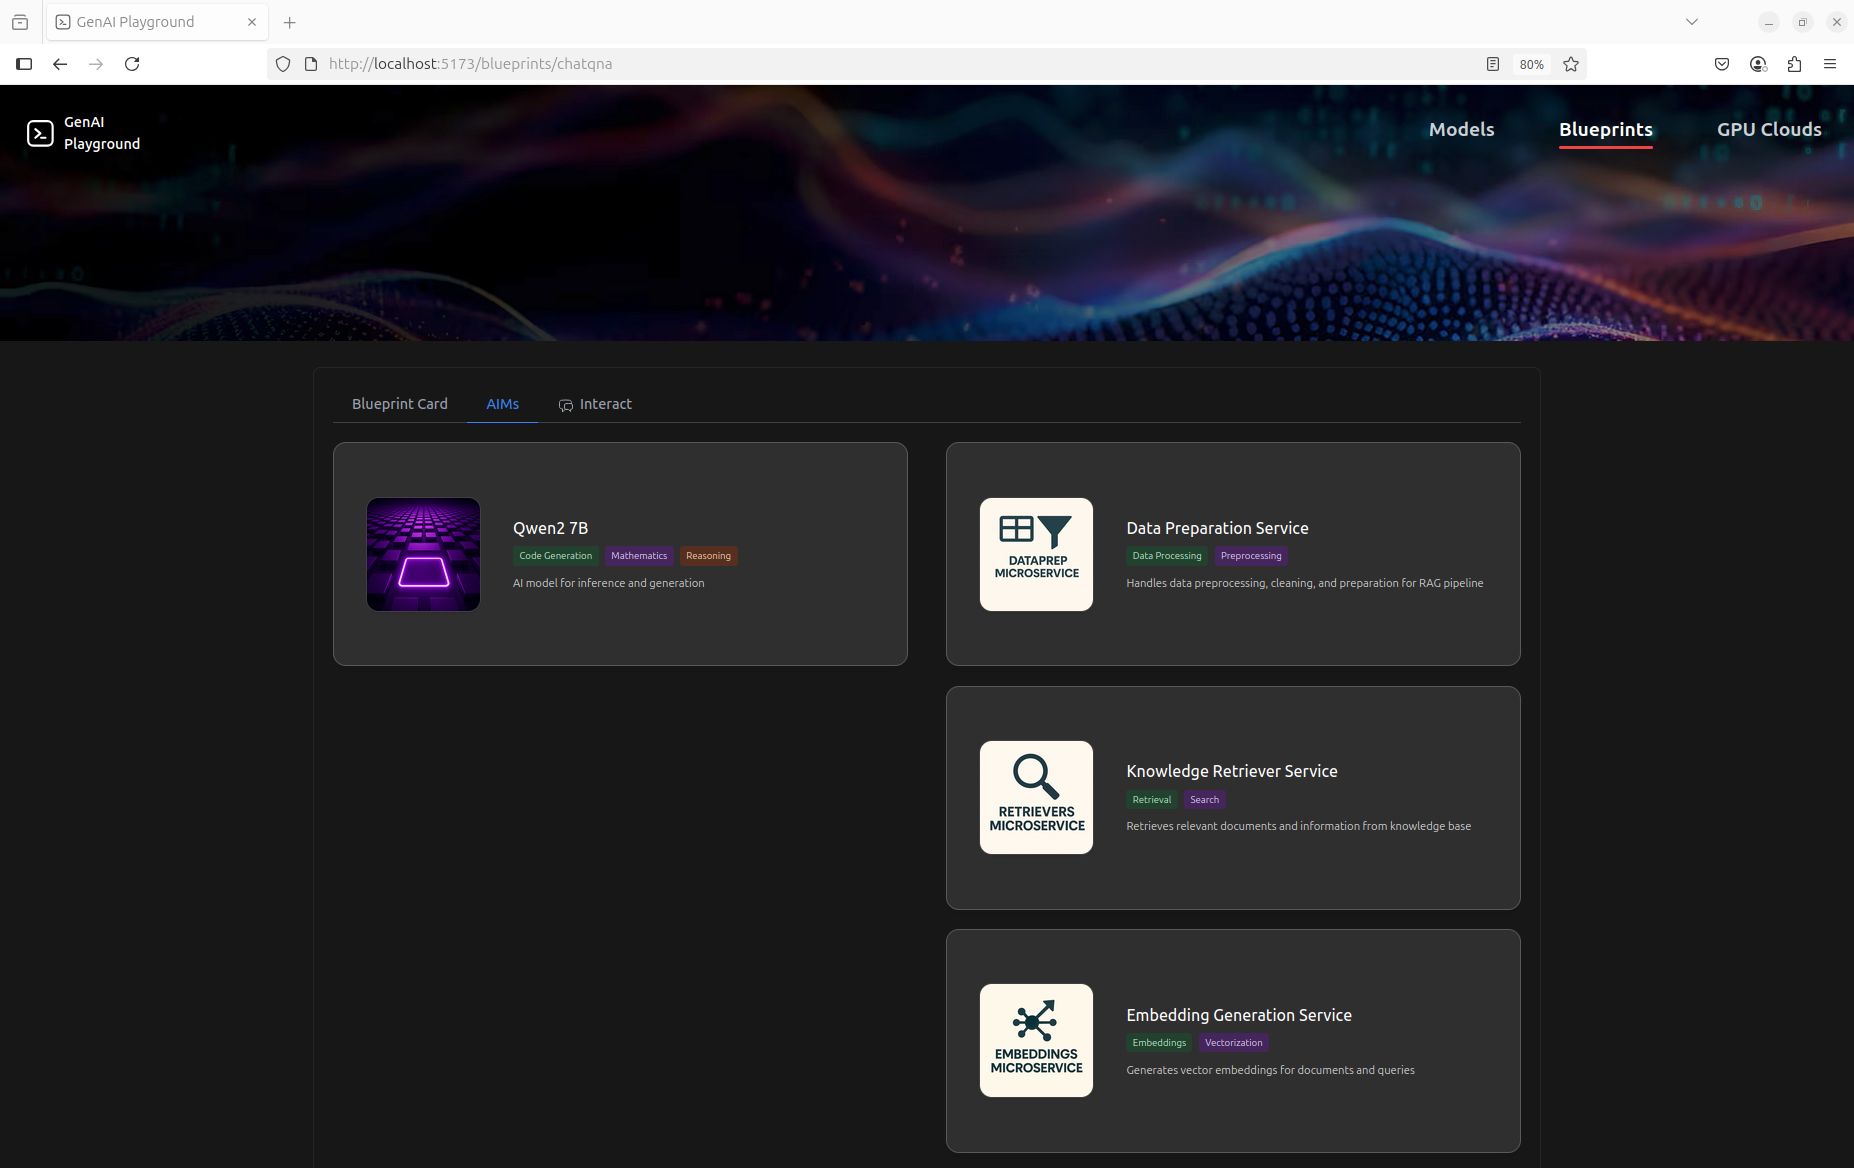 GenAI Playground
http://localhost:5173/blueprints/chatqna
80%
GenAI
Playground
Models
Blueprints
GPU Clouds
Blueprint Card
AIMs
Interact
Qwen2 7B
Code Generation
Mathematics
Reasoning
AI model for inference and generation
DATAPREP
MICROSERVICE
Data Preparation Service
Data Processing
Preprocessing
Handles data preprocessing, cleaning, and preparation for RAG pipeline
RETRIEVERS
MICROSERVICE
Knowledge Retriever Service
Retrieval
Search
Retrieves relevant documents and information from knowledge base
EMBEDDINGS
MICROSERVICE
Embedding Generation Service
Embeddings
Vectorization
Generates vector embeddings for documents and queries